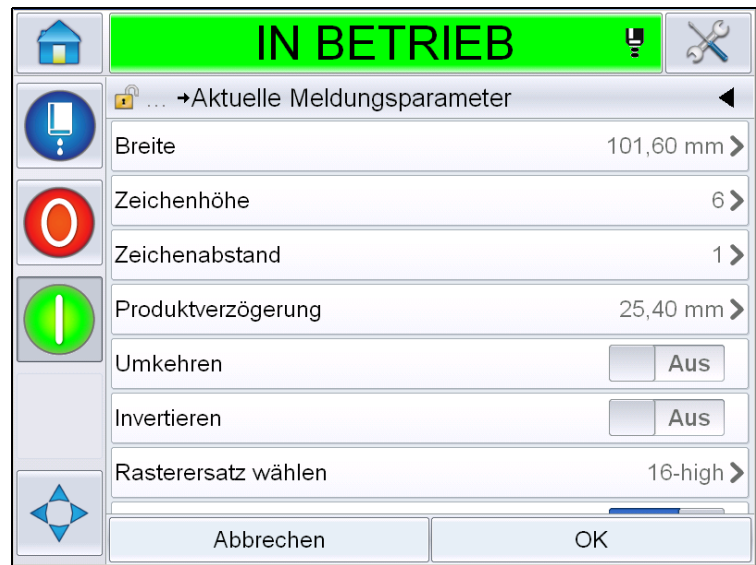 IN BETRIEB
... →Aktuelle Meldungsparameter
Breite 101,60 mm
Zeichenhöhe 6
Zeichenabstand 1
Produktverzögerung 25,40 mm
Umkehren Aus
Invertieren Aus
Rasterersatz wählen 16-high
Abbrechen OK